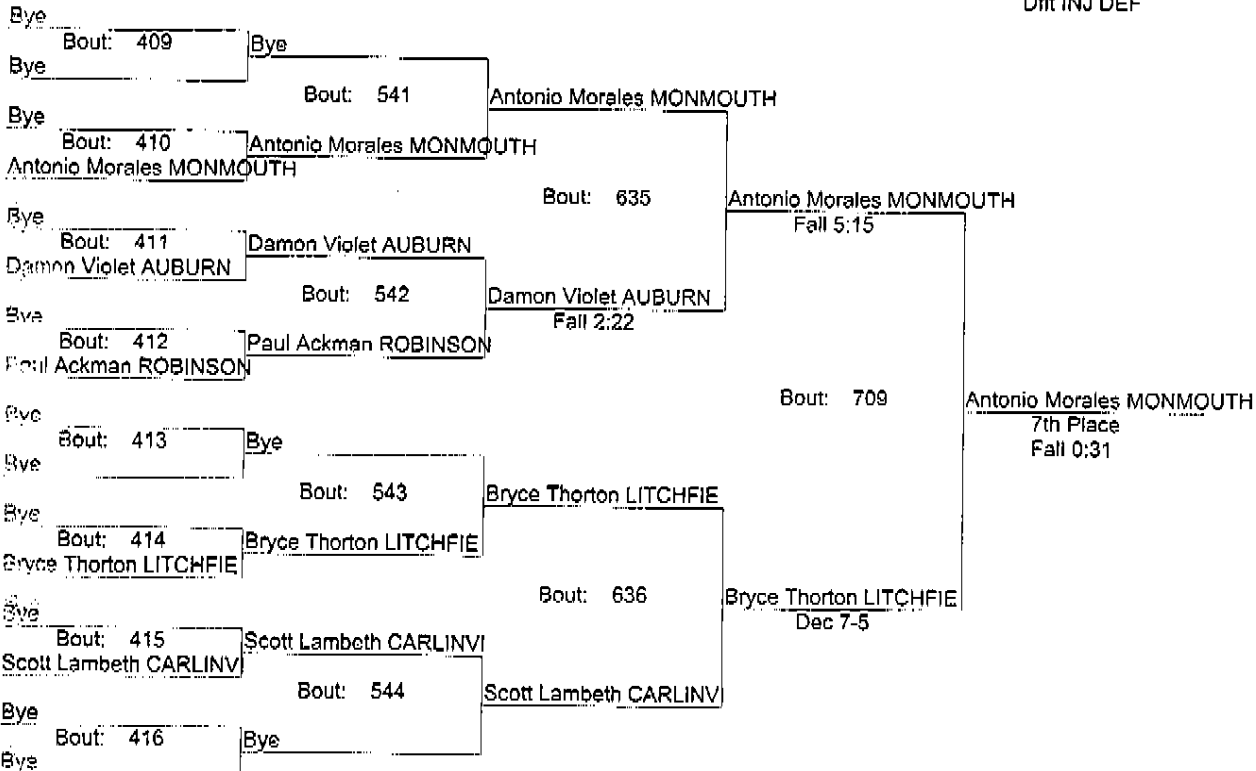 Dflt INJ DEF
Bye
Bout: 409
Bye
Bye
Bout: 541
Antonio Morales MONMOUTH
Bye
Bout: 410
Antonio Morales MONMOUTH
Antonio Morales MONMOUTH
Bout: 635
Antonio Morales MONMOUTH
Fall 5:15
Bye
Bout: 411
Damon Violet AUBURN
Damon Violet AUBURN
Bout: 542
Damon Violet AUBURN
Fall 2:22
Bye
Bout: 412
Paul Ackman ROBINSON
Paul Ackman ROBINSON
Bout: 709
Antonio Morales MONMOUTH
7th Place
Fall 0:31
Bye
Bout: 413
Bye
Bye
Bout: 543
Bryce Thorton LITCHFIE
Bye
Bout: 414
Bryce Thorton LITCHFIE
Bryce Thorton LITCHFIE
Bout: 636
Bryce Thorton LITCHFIE
Dec 7-5
Bye
Bout: 415
Scott Lambeth CARLINVI
Scott Lambeth CARLINVI
Bout: 544
Scott Lambeth CARLINVI
Bye
Bout: 416
Bye
Bye